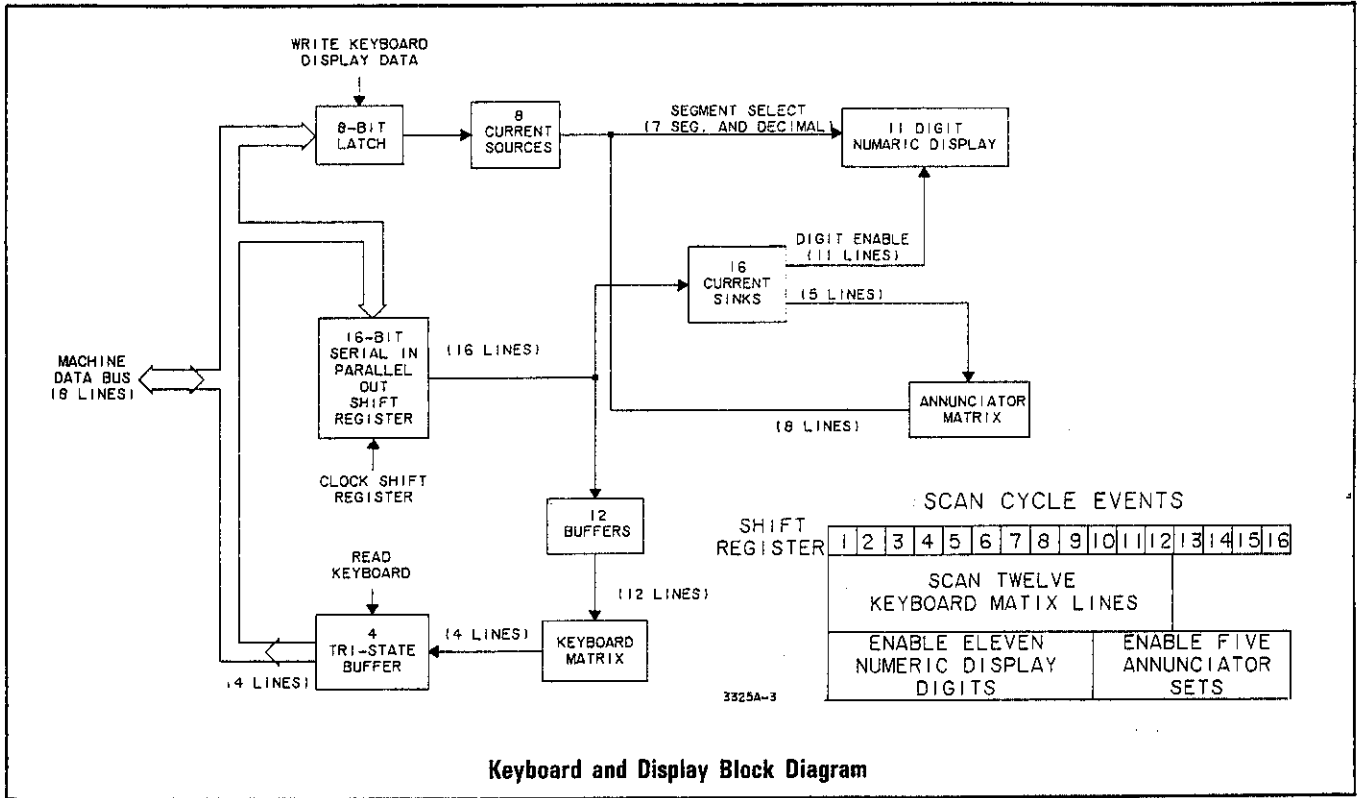 WRITE KEYBOARD
DISPLAY DATA
8-BIT
LATCH
8
CURRENT
SOURCES
SEGMENT SELECT
(7 SEG. AND DECIMAL)
11 DIGIT
NUMARIC DISPLAY
16
CURRENT
SINKS
DIGIT ENABLE
(11 LINES)
(5 LINES)
MACHINE
DATA BUS
(8 LINES)
16-BIT
SERIAL IN
PARALLEL
OUT
SHIFT
REGISTER
(16 LINES)
ANNUNCIATOR
MATRIX
(8 LINES)
CLOCK SHIFT
REGISTER
12
BUFFERS
(12 LINES)
READ
KEYBOARD
4
TRI-STATE
BUFFER
(4 LINES)
KEYBOARD
MATRIX
(4 LINES)
SCAN CYCLE EVENTS
SHIFT
REGISTER
1 2 3 4 5 6 7 8 9 10 11 12 13 14 15 16
SCAN TWELVE
KEYBOARD MATIX LINES
ENABLE ELEVEN
NUMERIC DISPLAY
DIGITS
ENABLE FIVE
ANNUNCIATOR
SETS
3325A-3
Keyboard and Display Block Diagram